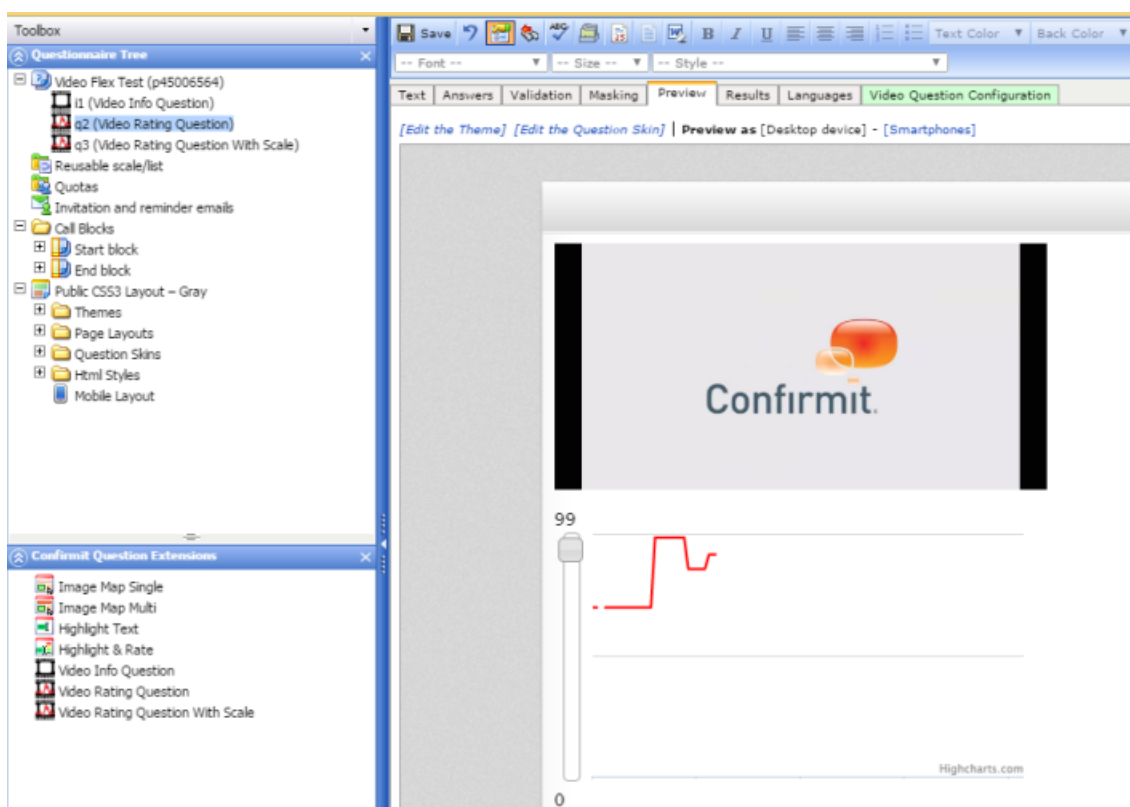 Toolbox
Questionnaire Tree
Video Flex Test (p45006564)
i1 (Video Info Question)
q2 (Video Rating Question)
q3 (Video Rating Question With Scale)
Reusable scale/list
Quotas
Invitation and reminder emails
Call Blocks
Start block
End block
Public CSS3 Layout – Gray
Themes
Page Layouts
Question Skins
Html Styles
Mobile Layout
Confirmit Question Extensions
Image Map Single
Image Map Multi
Highlight Text
Highlight & Rate
Video Info Question
Video Rating Question
Video Rating Question With Scale
Save ABC B I U Text Color Back Color
-- Font -- -- Size -- -- Style --
Text Answers Validation Masking Preview Results Languages Video Question Configuration
[Edit the Theme] [Edit the Question Skin] | Preview as [Desktop device] - [Smartphones]
Confirmit.
99
Highcharts.com
0